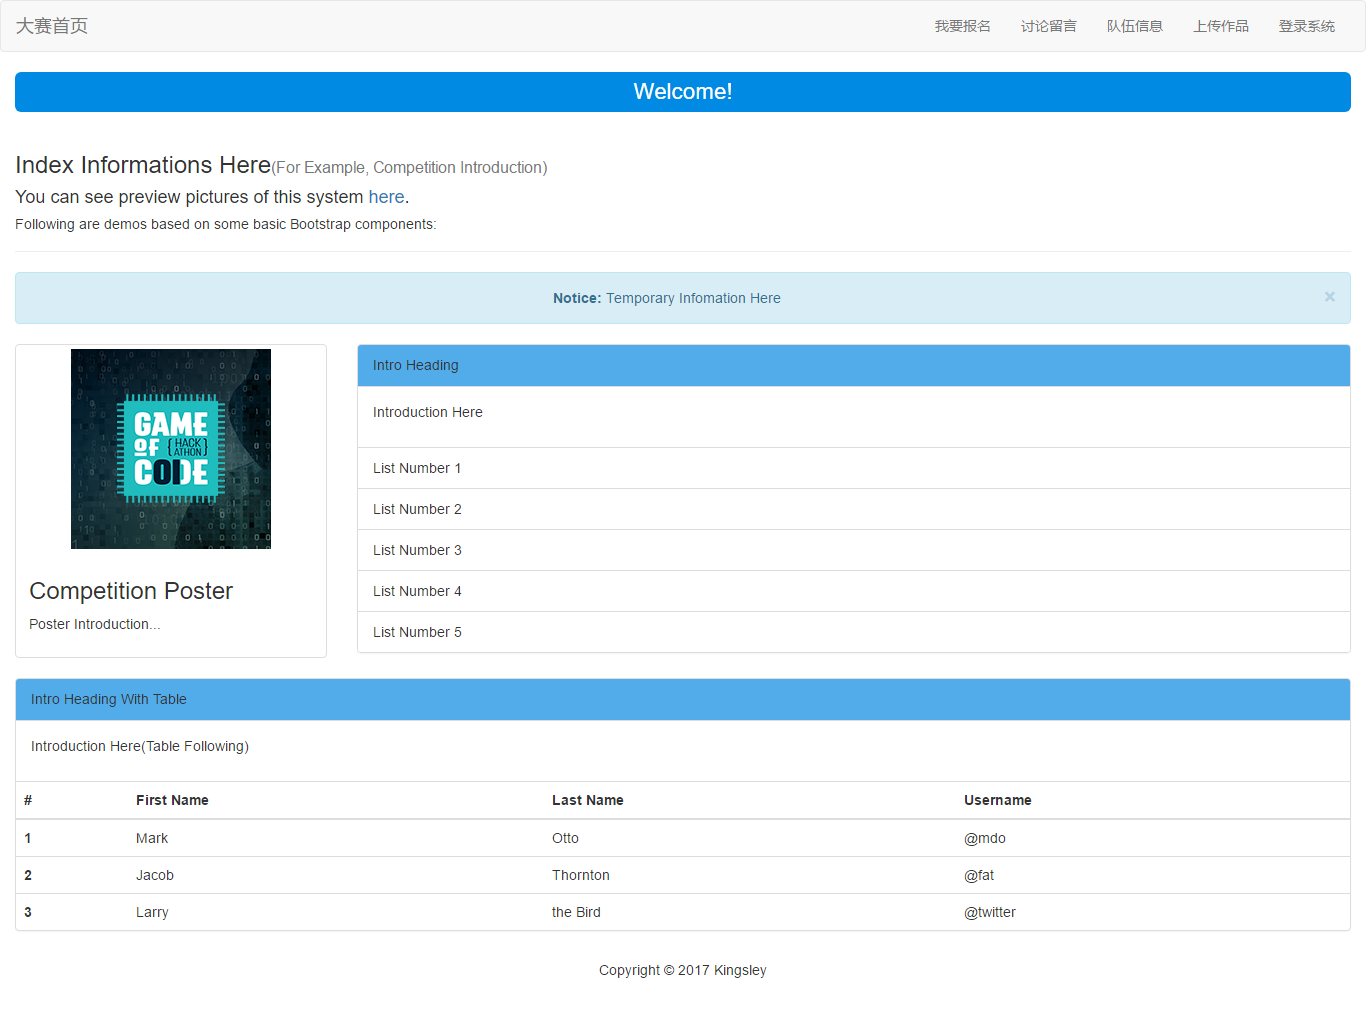 大赛首页 我要报名 讨论留言 队伍信息 上传作品 登录系统
Welcome!
Index Informations Here(For Example, Competition Introduction)
You can see preview pictures of this system here.
Following are demos based on some basic Bootstrap components:
Notice: Temporary Infomation Here ×
GAME
OF {HACK
ATHON}
CODE
Competition Poster
Poster Introduction...
Intro Heading
Introduction Here
List Number 1
List Number 2
List Number 3
List Number 4
List Number 5
Intro Heading With Table
Introduction Here(Table Following)
# First Name Last Name Username
1 Mark Otto @mdo
2 Jacob Thornton @fat
3 Larry the Bird @twitter
Copyright © 2017 Kingsley